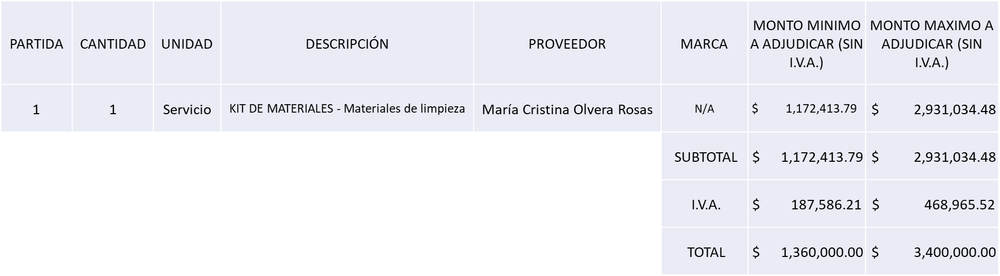 PARTIDA CANTIDAD UNIDAD DESCRIPCIÓN PROVEEDOR MARCA MONTO MINIMO A ADJUDICAR (SIN I.V.A.) MONTO MAXIMO A ADJUDICAR (SIN I.V.A.)
1 1 Servicio KIT DE MATERIALES - Materiales de limpieza María Cristina Olvera Rosas N/A $ 1,172,413.79 $ 2,931,034.48
SUBTOTAL $ 1,172,413.79 $ 2,931,034.48
I.V.A. $ 187,586.21 $ 468,965.52
TOTAL $ 1,360,000.00 $ 3,400,000.00